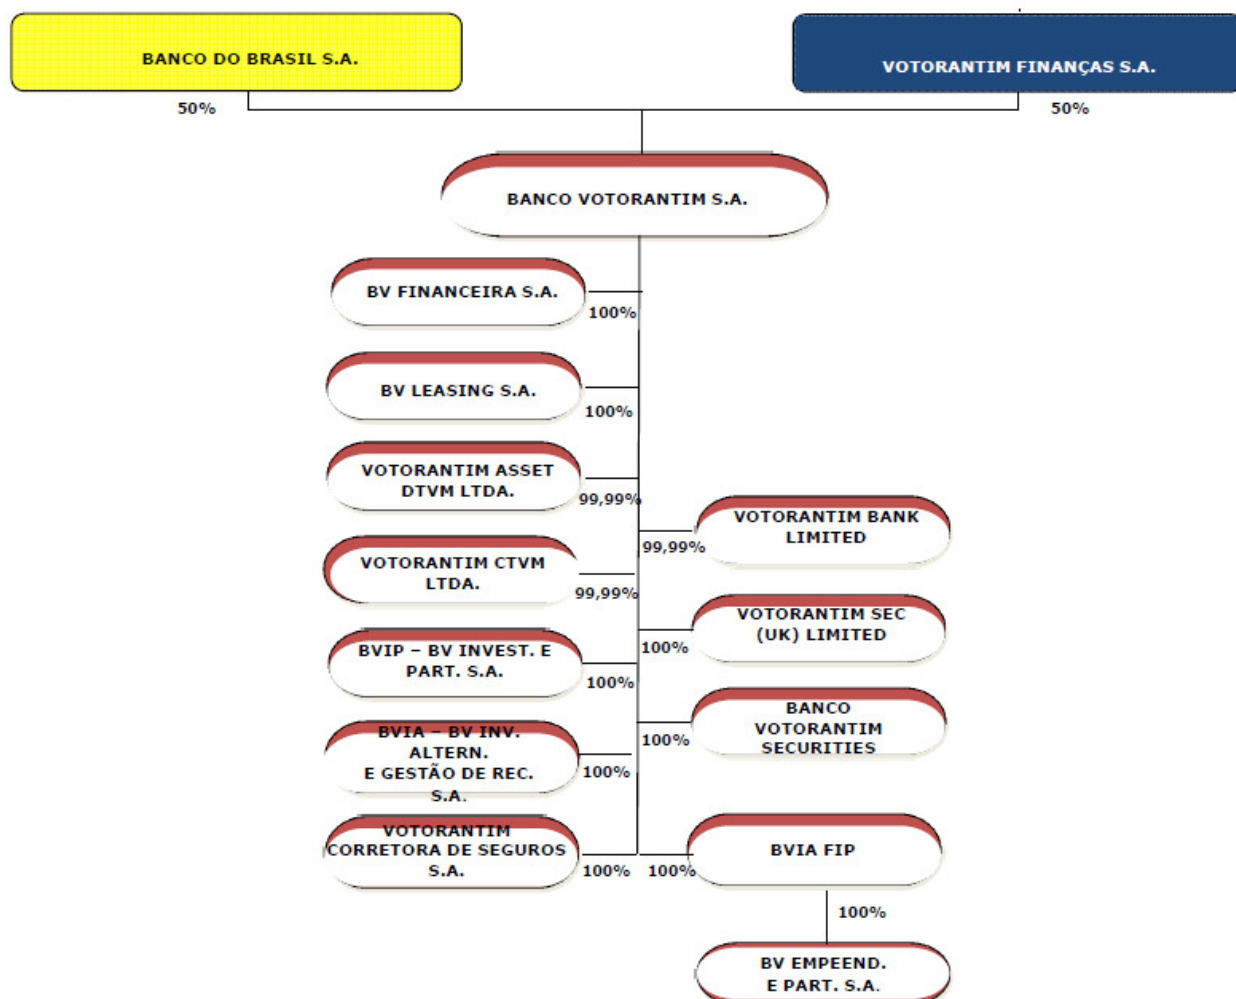 BANCO DO BRASIL S.A.
VOTORANTIM FINANÇAS S.A.
50%
50%
BANCO VOTORANTIM S.A.
BV FINANCEIRA S.A.
100%
BV LEASING S.A.
100%
VOTORANTIM ASSET
DTVM LTDA.
99,99%
VOTORANTIM BANK
LIMITED
99,99%
VOTORANTIM CTVM
LTDA.
99,99%
VOTORANTIM SEC
(UK) LIMITED
100%
BVIP – BV INVEST. E
PART. S.A.
100%
BANCO
VOTORANTIM
SECURITIES
100%
BVIA – BV INV.
ALTERN.
E GESTÃO DE REC.
S.A.
100%
VOTORANTIM
CORRETORA DE SEGUROS
S.A.
100%
100%
BVIA FIP
100%
BV EMPEEND.
E PART. S.A.